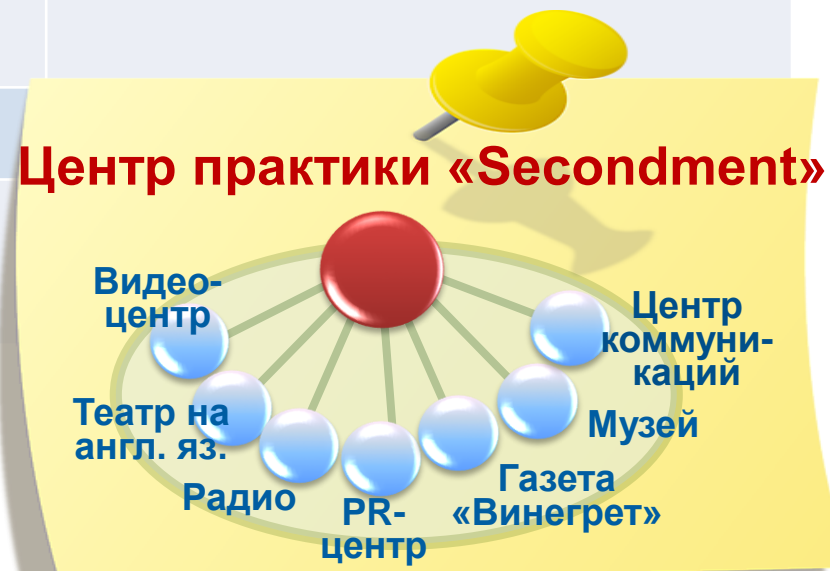 Центр практики «Secondment»
Видео-
центр
Театр на
англ. яз.
Радио
PR-
центр
Газета
«Винегрет»
Музей
Центр
коммуни-
каций